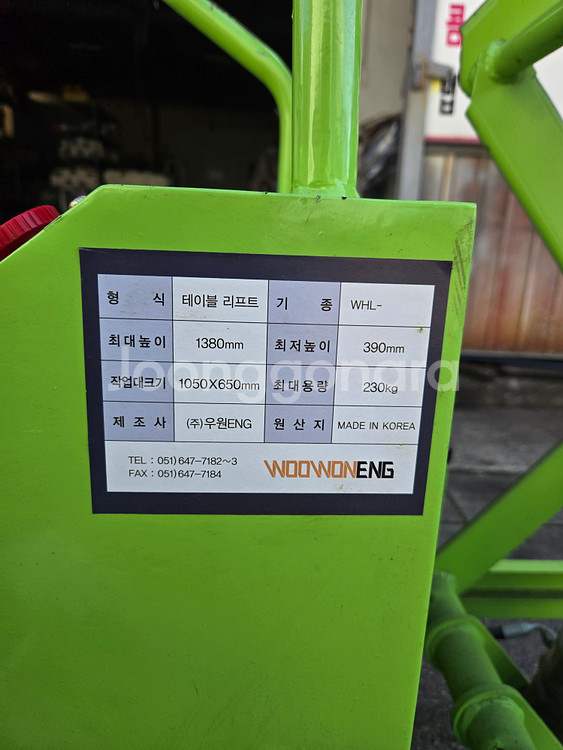 형 식 테이블 리프트 기 종 WHL-
최대높이 1380mm 최저높이 390mm
작업대크기 1050X650mm 최대용량 230kg
제 조 사 (주)우원ENG 원 산 지 MADE IN KOREA
TEL : 051) 647-7182~3
FAX : 051) 647-7184
WOOWONENG
Joonggonara